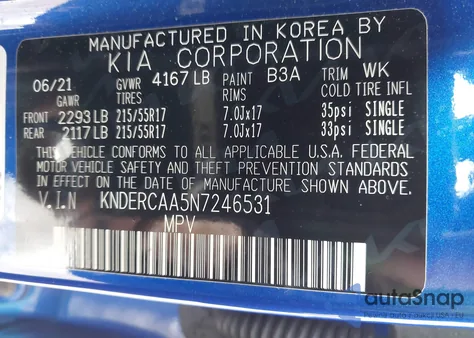 MANUFACTURED IN KOREA BY
KIA CORPORATION
06/21 GVWR 4167 LB PAINT B3A TRIM WK
GAWR TIRES RIMS COLD TIRE INFL
FRONT 2293 LB 215/55R17 7.0Jx17 35psi SINGLE
REAR 2117 LB 215/55R17 7.0Jx17 33psi SINGLE
THIS VEHICLE CONFORMS TO ALL APPLICABLE U.S.A. FEDERAL
MOTOR VEHICLE SAFETY AND THEFT PREVENTION STANDARDS
IN EFFECT ON THE DATE OF MANUFACTURE SHOWN ABOVE.
V.I.N KNDERCAA5N7246531
MPV
autoSnap